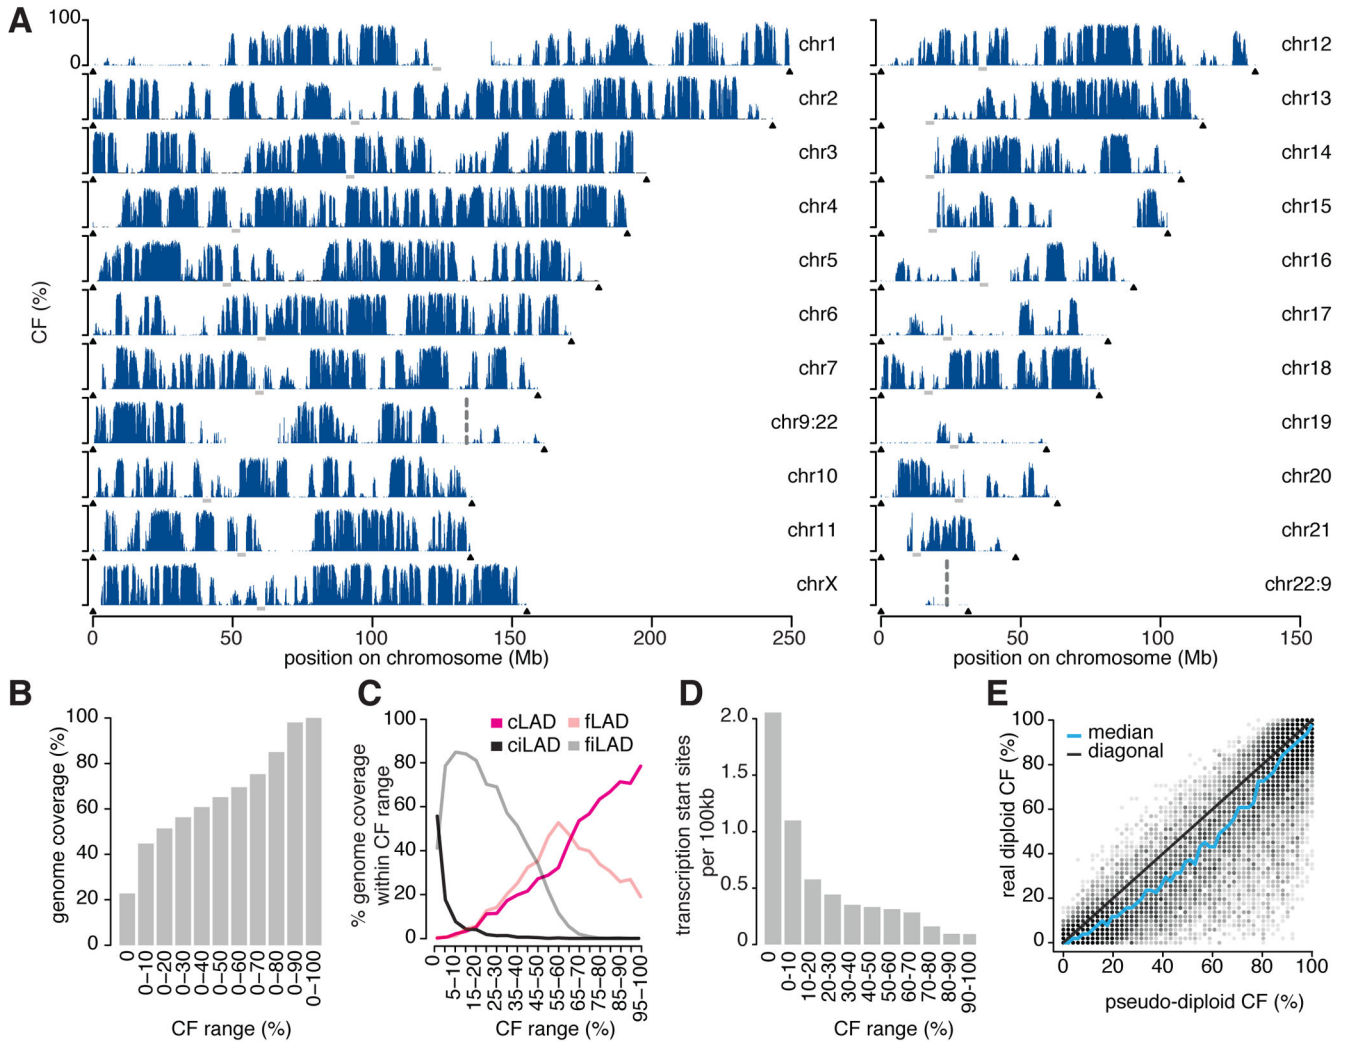 A
100
0
CF (%)
chr1
chr2
chr3
chr4
chr5
chr6
chr7
chr9:22
chr10
chr11
chrX
0 50 100 150 200 250
position on chromosome (Mb)
chr12
chr13
chr14
chr15
chr16
chr17
chr18
chr19
chr20
chr21
chr22:9
0 50 100 150
position on chromosome (Mb)
B
genome coverage (%)
100
80
60
40
20
0
0
0–10
0–20
0–30
0–40
0–50
0–60
0–70
0–80
0–90
0–100
CF range (%)
C
% genome coverage
within CF range
100
80
60
40
20
0
cLAD fLAD
ciLAD fiLAD
0
5–10
15–20
25–30
35–40
45–50
55–60
65–70
75–80
85–90
95–100
CF range (%)
D
transcription start sites
per 100kb
2.0
1.5
1.0
0.5
0
0
0-10
10-20
20-30
30-40
40-50
50-60
60-70
70-80
80-90
90-100
CF range (%)
E
real diploid CF (%)
100
80
60
40
20
0
median
diagonal
0 20 40 60 80 100
pseudo-diploid CF (%)